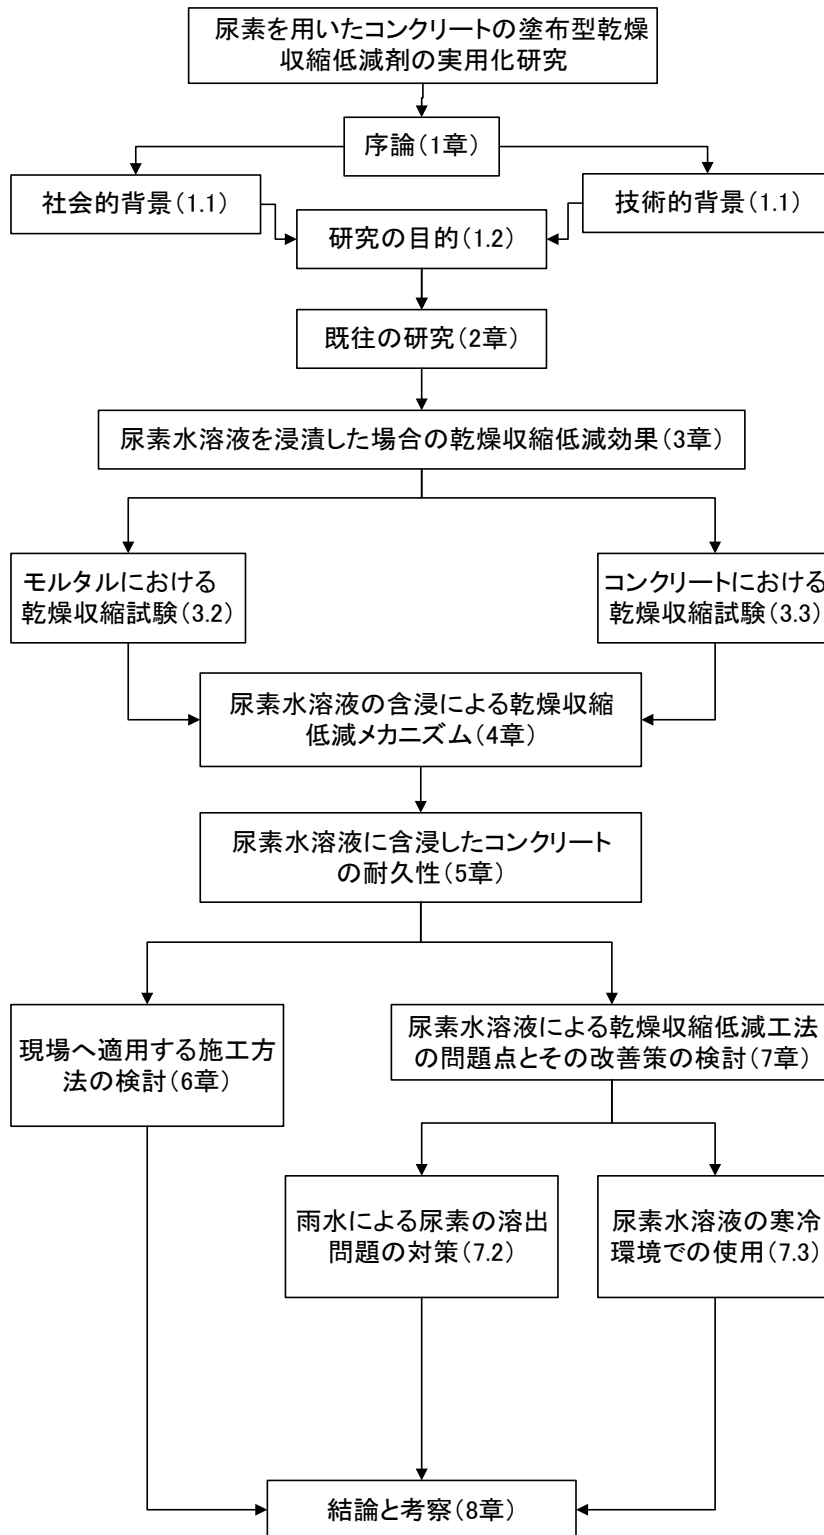 尿素を用いたコンクリートの塗布型乾燥
収縮低減剤の実用化研究
序論（1章）
社会的背景（1.1）
技術的背景（1.1）
研究の目的（1.2）
既往の研究（2章）
尿素水溶液を浸漬した場合の乾燥収縮低減効果（3章）
モルタルにおける
乾燥収縮試験（3.2）
コンクリートにおける
乾燥収縮試験（3.3）
尿素水溶液の含浸による乾燥収縮
低減メカニズム（4章）
尿素水溶液に含浸したコンクリート
の耐久性（5章）
現場へ適用する施工方
法の検討（6章）
尿素水溶液による乾燥収縮低減工法
の問題点とその改善策の検討（7章）
雨水による尿素の溶出
問題の対策（7.2）
尿素水溶液の寒冷
環境での使用（7.3）
結論と考察（8章）